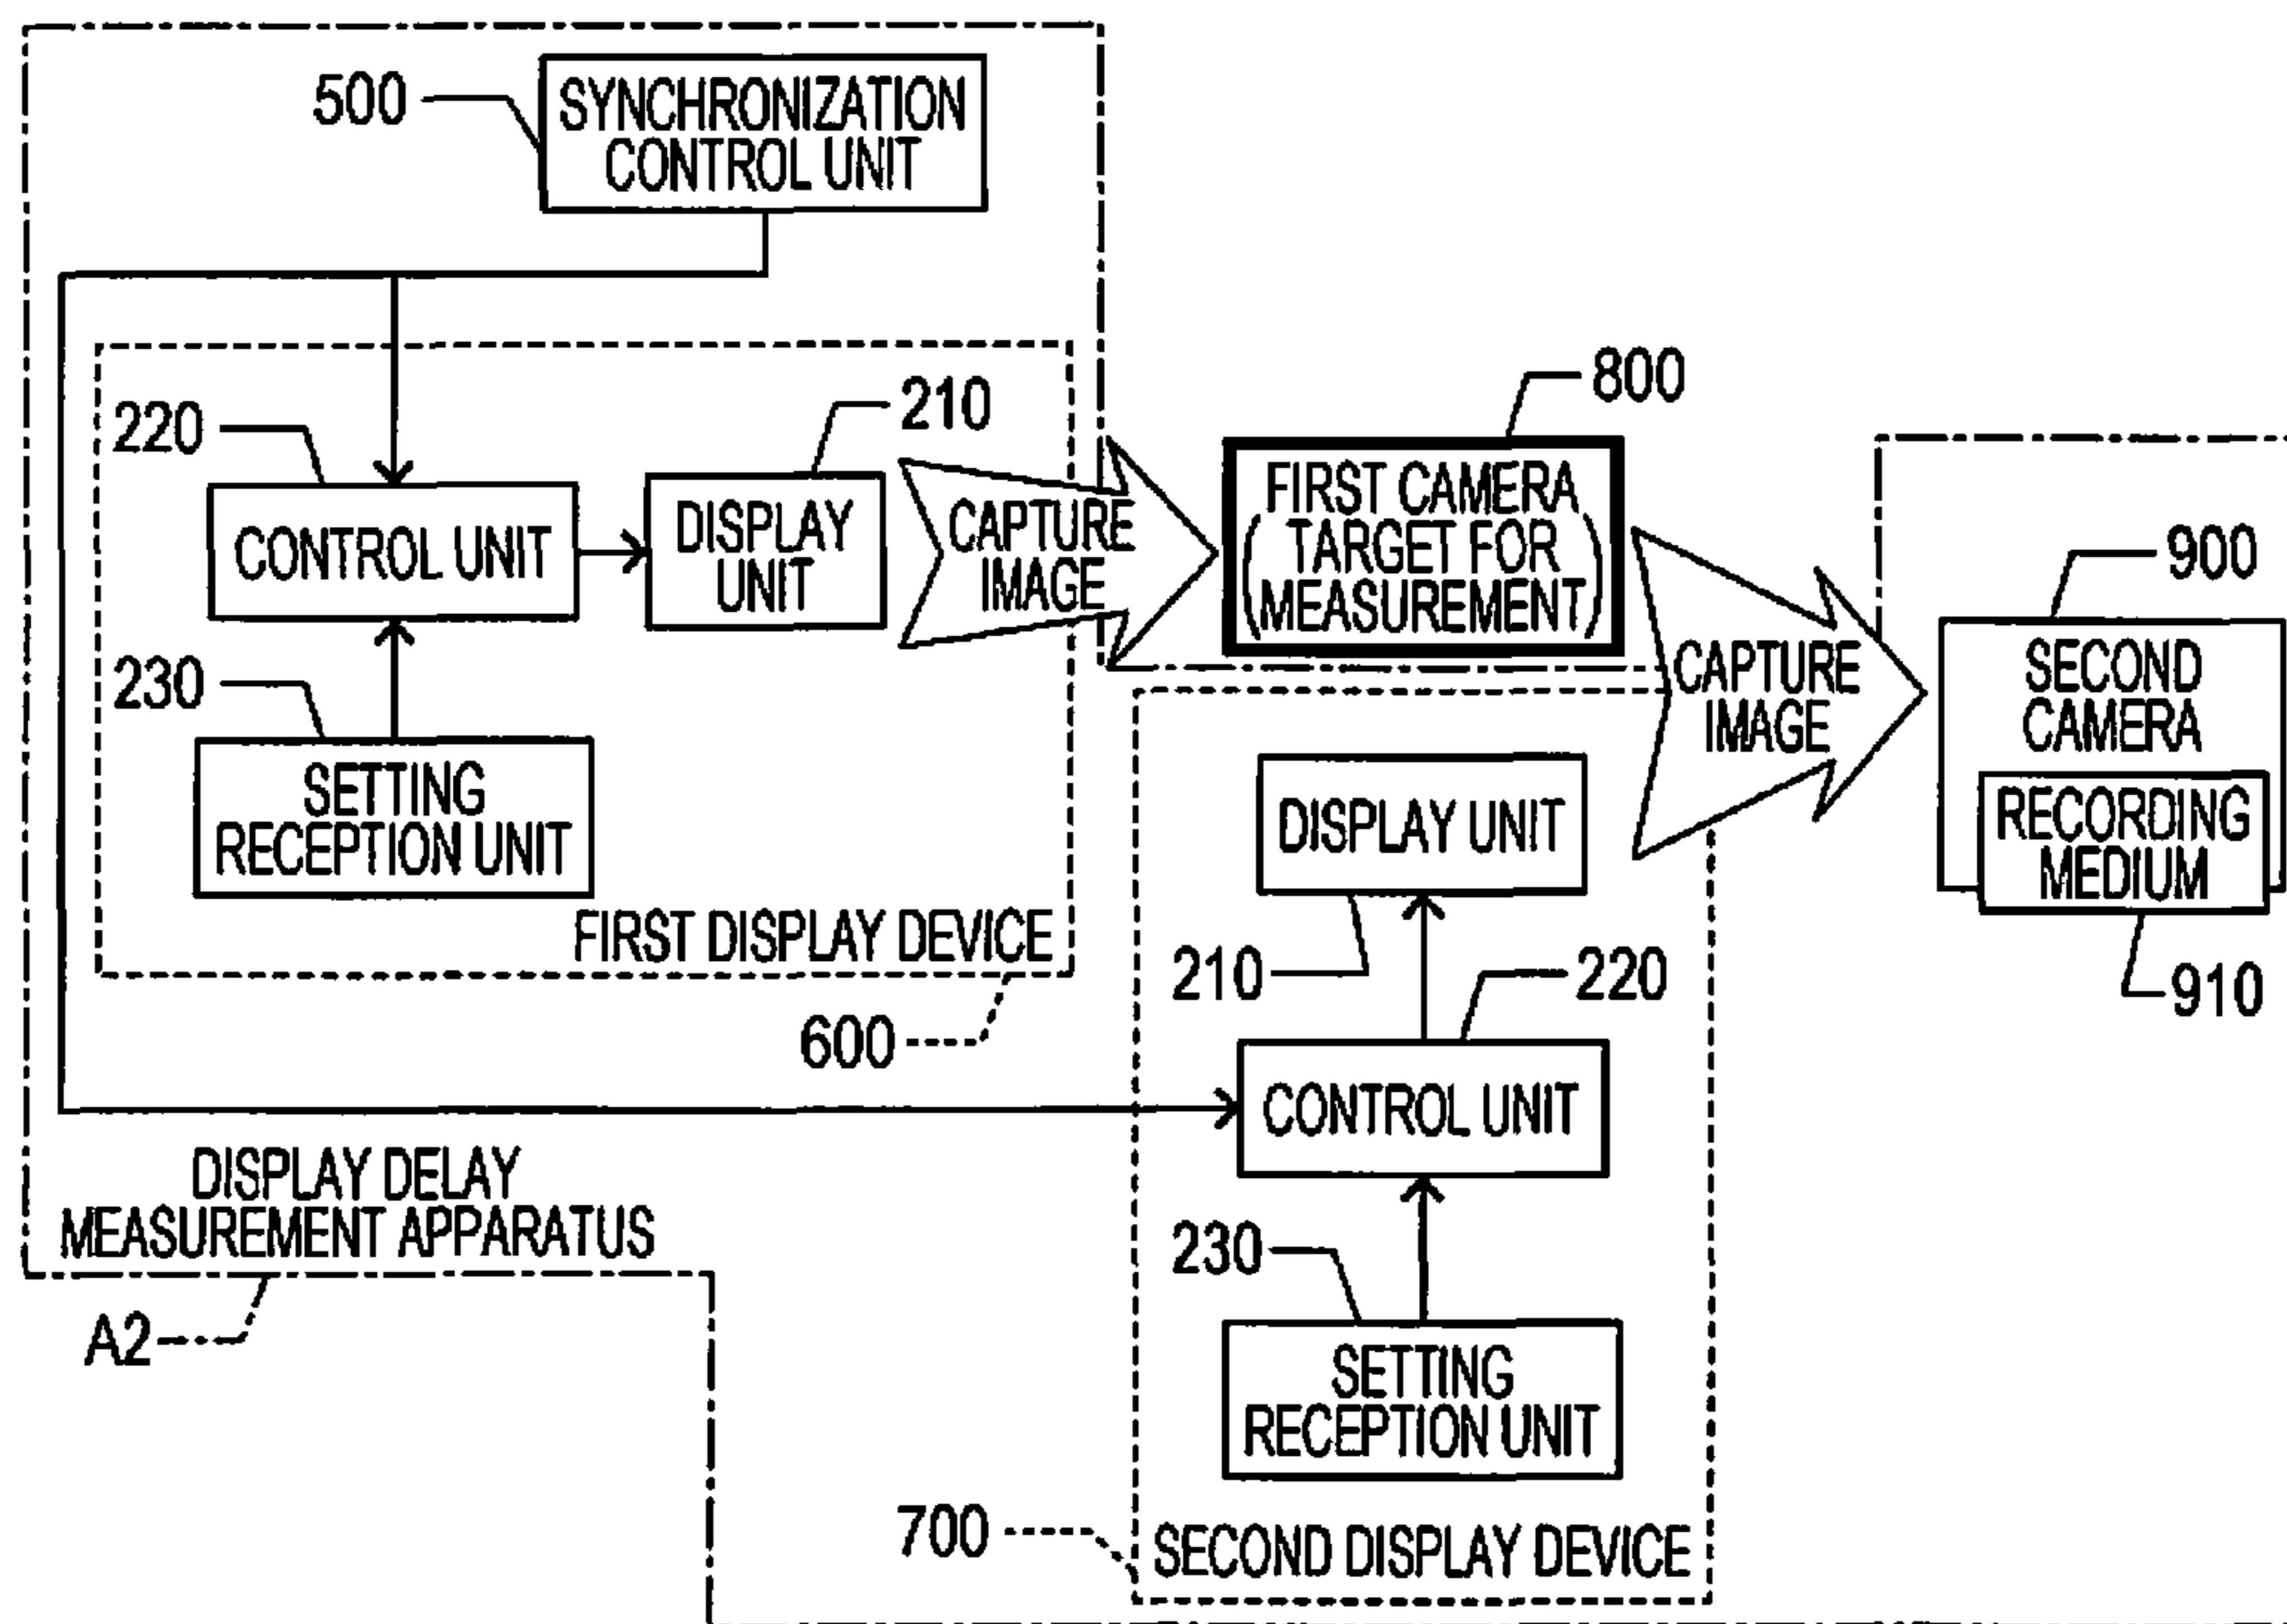 500
SYNCHRONIZATION
CONTROL UNIT
220
210
CONTROL UNIT
DISPLAY
UNIT
CAPTURE
IMAGE
800
FIRST CAMERA
(TARGET FOR
MEASUREMENT)
230
SETTING
RECEPTION UNIT
FIRST DISPLAY DEVICE
600
CAPTURE
IMAGE
900
SECOND
CAMERA
RECORDING
MEDIUM
910
DISPLAY UNIT
210
220
CONTROL UNIT
230
SETTING
RECEPTION UNIT
700
SECOND DISPLAY DEVICE
DISPLAY DELAY
MEASUREMENT APPARATUS
A2